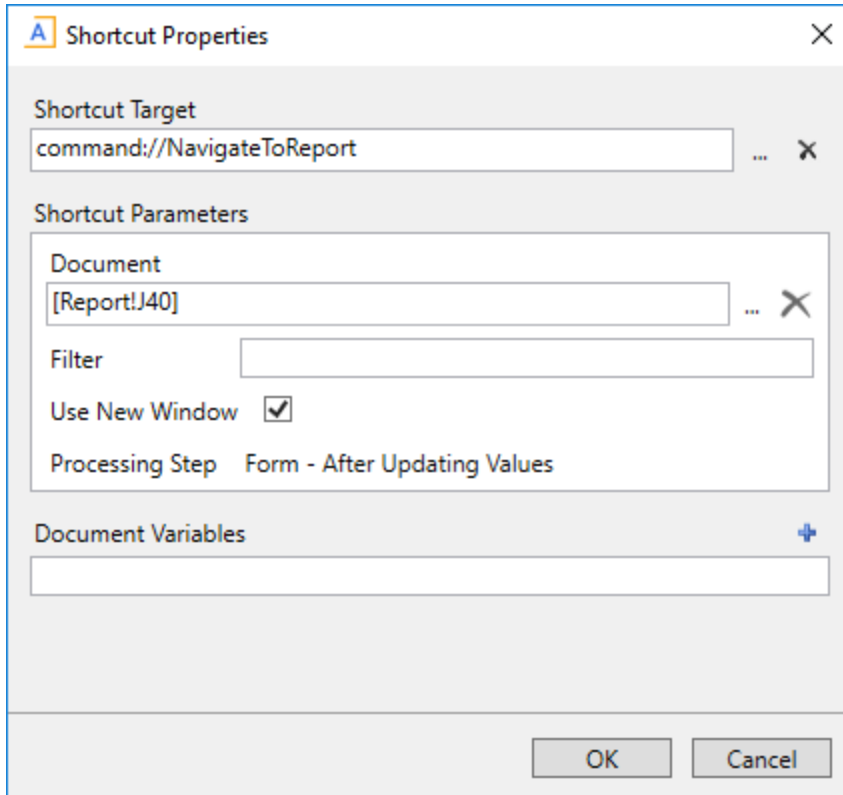 A Shortcut Properties
Shortcut Target
command://NavigateToReport
...
Shortcut Parameters
Document
[Report!J40]
...
Filter
Use New Window
Processing Step Form - After Updating Values
Document Variables
OK Cancel